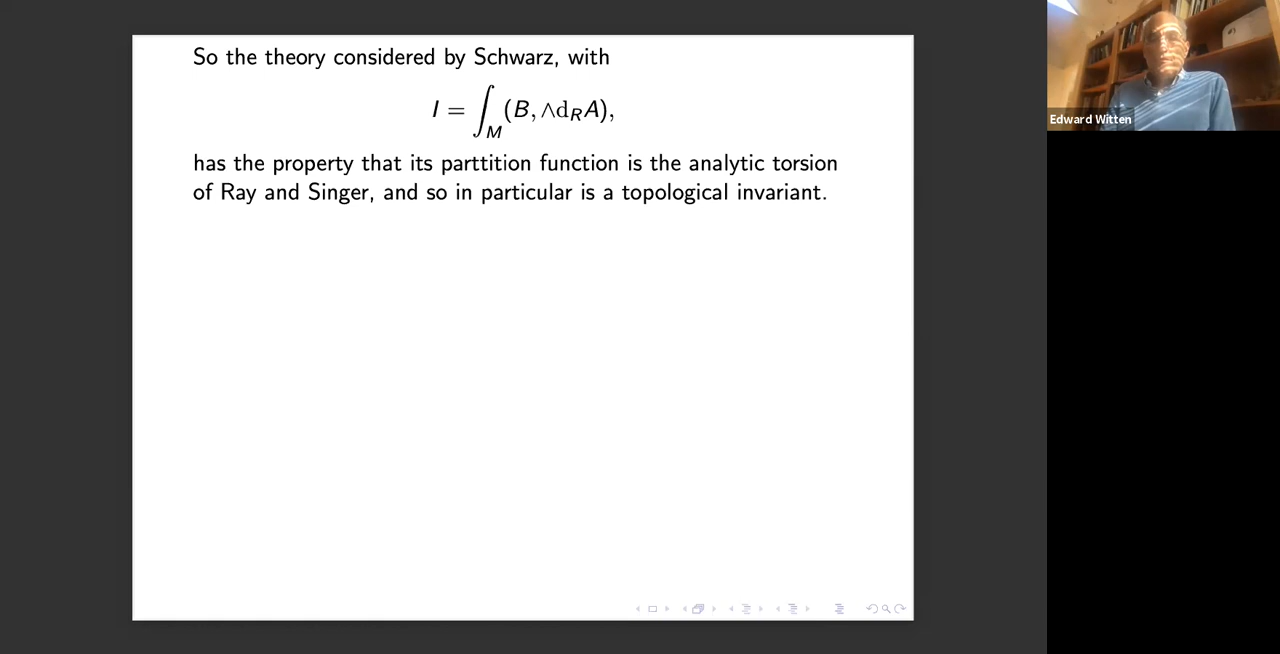 So the theory considered by Schwarz, with
I = ∫_M (B, ∧d_R A),
has the property that its parttition function is the analytic torsion
of Ray and Singer, and so in particular is a topological invariant.
Edward Witten